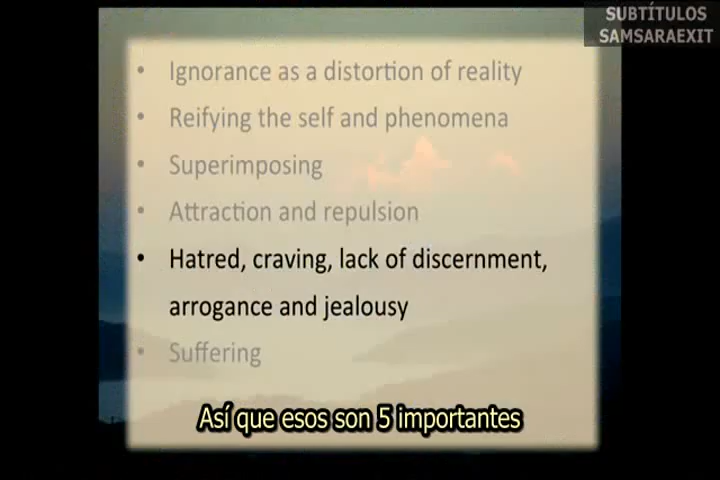 SUBTÍTULOS
SAMSARAEXIT
• Ignorance as a distortion of reality
• Reifying the self and phenomena
• Superimposing
• Attraction and repulsion
• Hatred, craving, lack of discernment,
arrogance and jealousy
• Suffering
Así que esos son 5 importantes